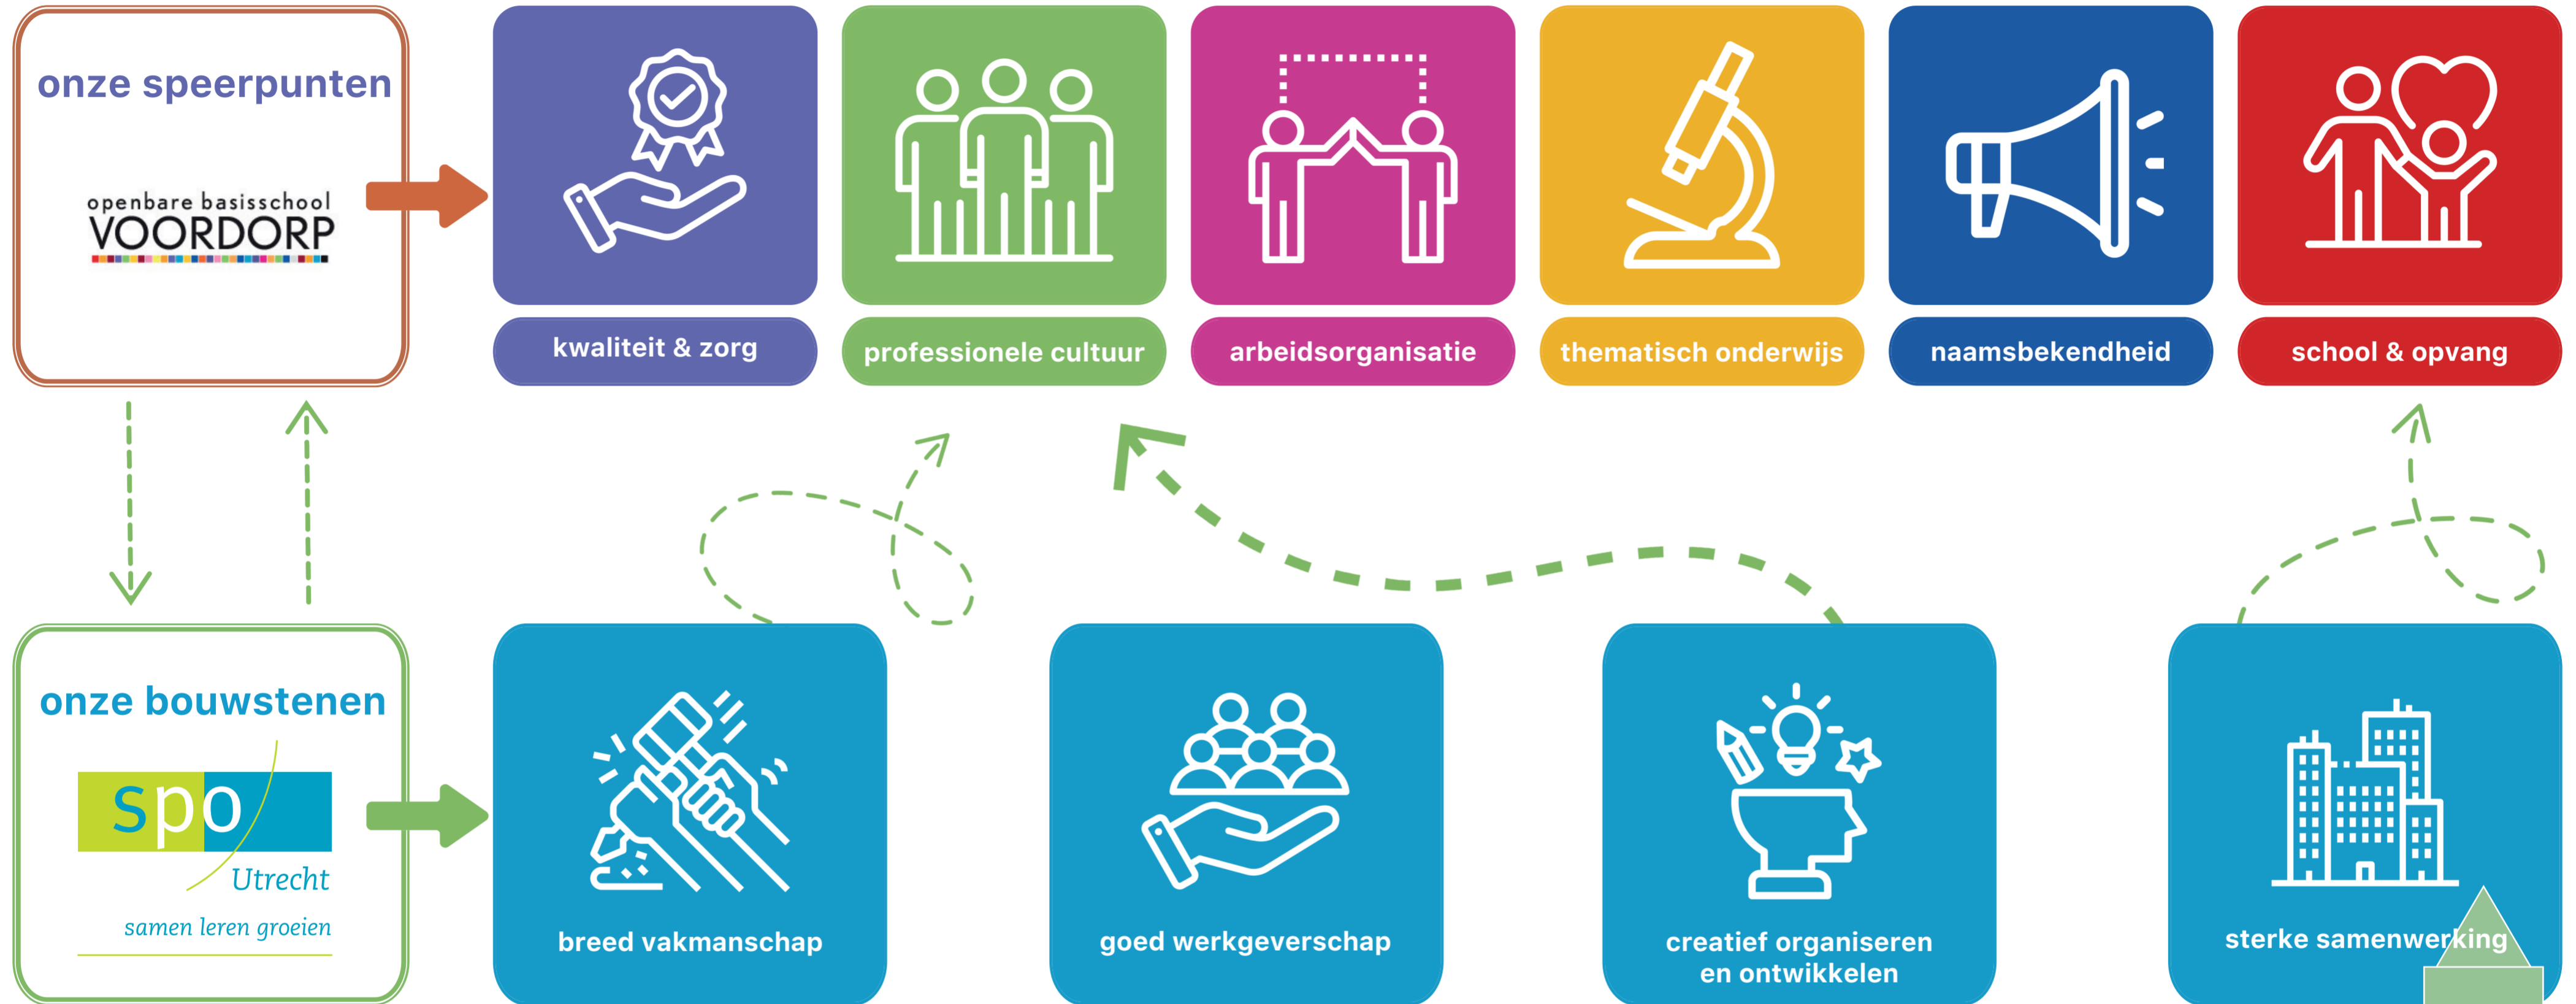 onze speerpunten
openbare basisschool
VOORDORP
kwaliteit & zorg
professionele cultuur
arbeidsorganisatie
thematisch onderwijs
naamsbekendheid
school & opvang
onze bouwstenen
spo
Utrecht
samen leren groeien
breed vakmanschap
goed werkgeverschap
creatief organiseren
en ontwikkelen
sterke samenwerking